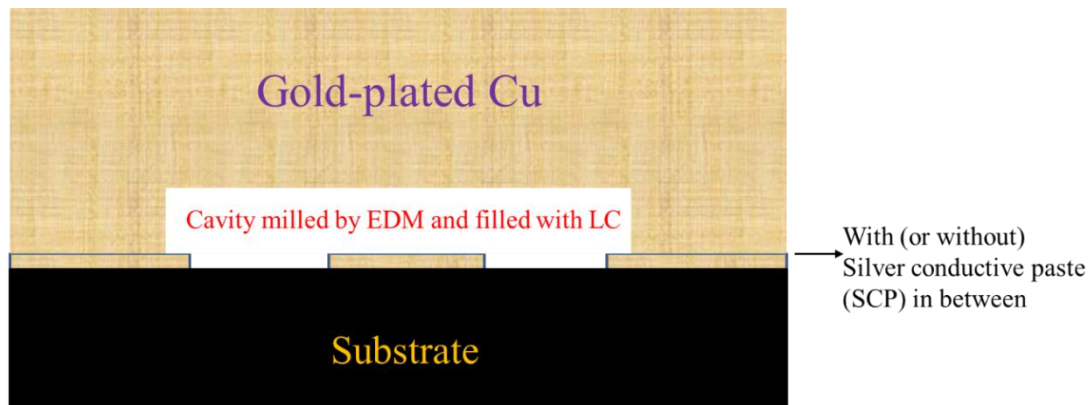 Gold-plated Cu
Cavity milled by EDM and filled with LC
With (or without)
Silver conductive paste
(SCP) in between
Substrate